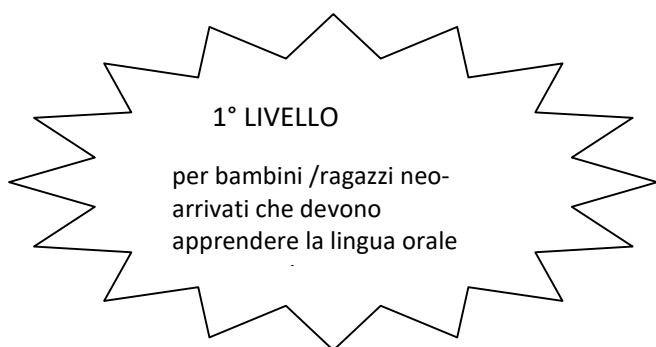 1° LIVELLO
per bambini /ragazzi neo-
arrivati che devono
apprendere la lingua orale